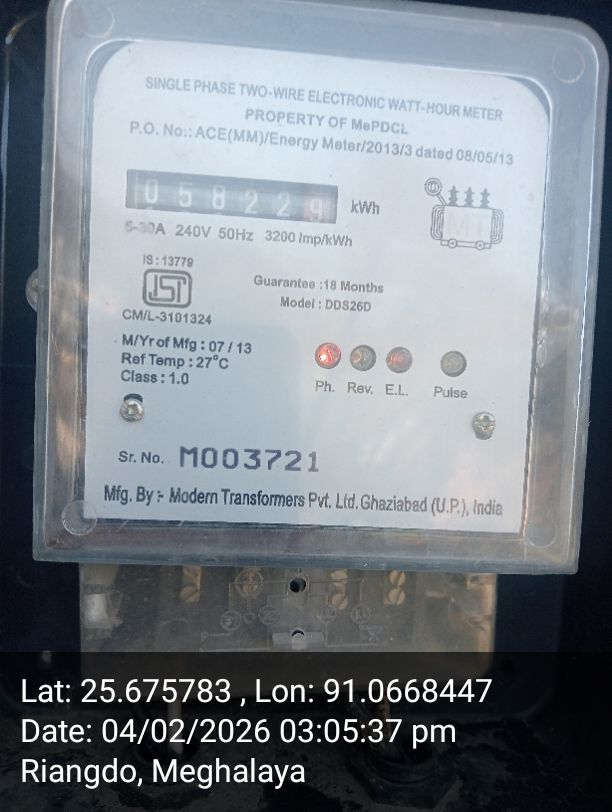 SINGLE PHASE TWO-WIRE ELECTRONIC WATT-HOUR METER
PROPERTY OF MePDCL
P.O. No.: ACE(MM)/Energy Meter/2013/3 dated 08/05/13
058229 kWh
MT
5-30A 240V 50Hz 3200 Imp/kWh
IS : 13779
ISI
CM/L-3101324
Guarantee :18 Months
Model : DDS26D
M/Yr of Mfg : 07 / 13
Ref Temp : 27°C
Class : 1.0
Ph. Rev. E.L. Pulse
Sr. No. M003721
Mfg. By :- Modern Transformers Pvt. Ltd. Ghaziabad (U.P.), India
Lat: 25.675783 , Lon: 91.0668447
Date: 04/02/2026 03:05:37 pm
Riangdo, Meghalaya